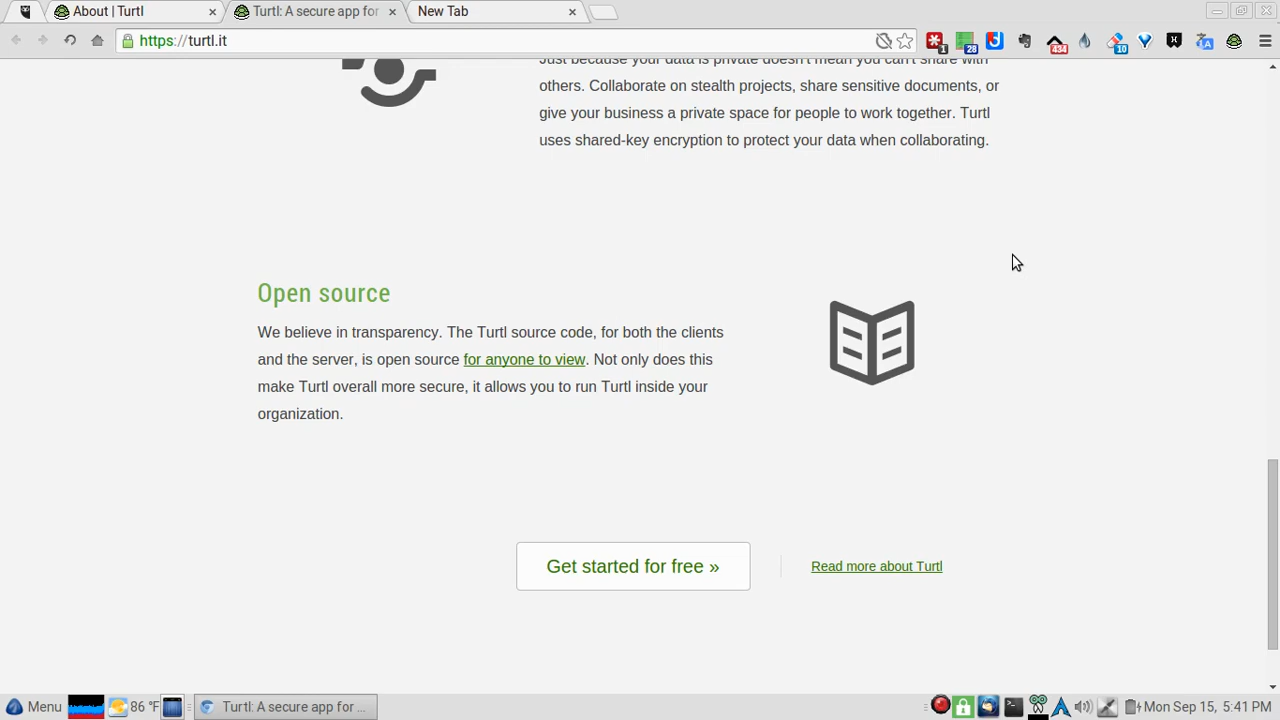 About | Turtl
Turtl: A secure app for
New Tab
https://turtl.it
1
28
434
10
Just because your data is private doesn't mean you can't share with
others. Collaborate on stealth projects, share sensitive documents, or
give your business a private space for people to work together. Turtl
uses shared-key encryption to protect your data when collaborating.
Open source
We believe in transparency. The Turtl source code, for both the clients
and the server, is open source for anyone to view. Not only does this
make Turtl overall more secure, it allows you to run Turtl inside your
organization.
Get started for free »
Read more about Turtl
Menu
86 °F
Turtl: A secure app for ...
Mon Sep 15, 5:41 PM